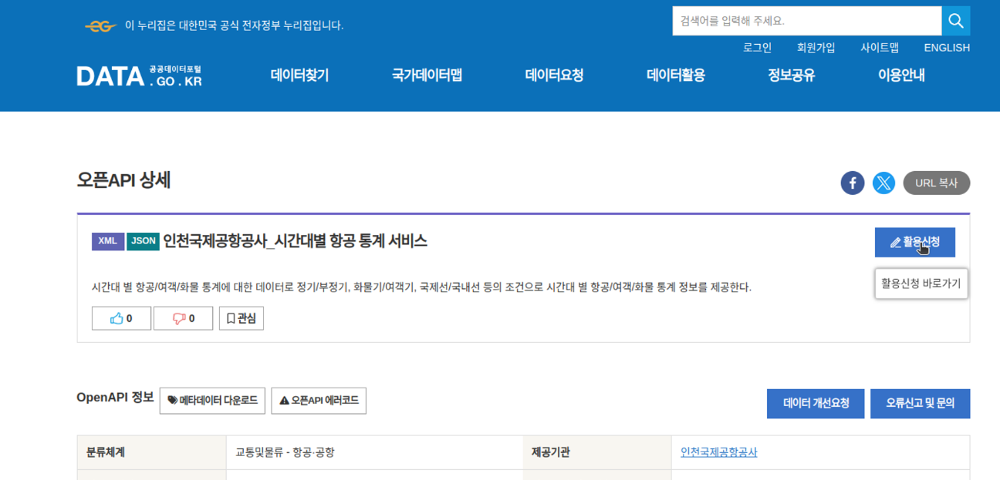 이 누리집은 대한민국 공식 전자정부 누리집입니다.
검색어를 입력해 주세요.
로그인 회원가입 사이트맵 ENGLISH
DATA 공공데이터포털 . GO . KR
데이터찾기 국가데이터맵 데이터요청 데이터활용 정보공유 이용안내
오픈API 상세
URL 복사
XML JSON 인천국제공항공사_시간대별 항공 통계 서비스
활용신청
시간대 별 항공/여객/화물 통계에 대한 데이터로 정기/부정기, 화물기/여객기, 국제선/국내선 등의 조건으로 시간대 별 항공/여객/화물 통계 정보를 제공한다.
활용신청 바로가기
0 0 관심
OpenAPI 정보 메타데이터 다운로드 오픈API 에러코드
데이터 개선요청 오류신고 및 문의
분류체계 교통및물류 - 항공·공항 제공기관 인천국제공항공사